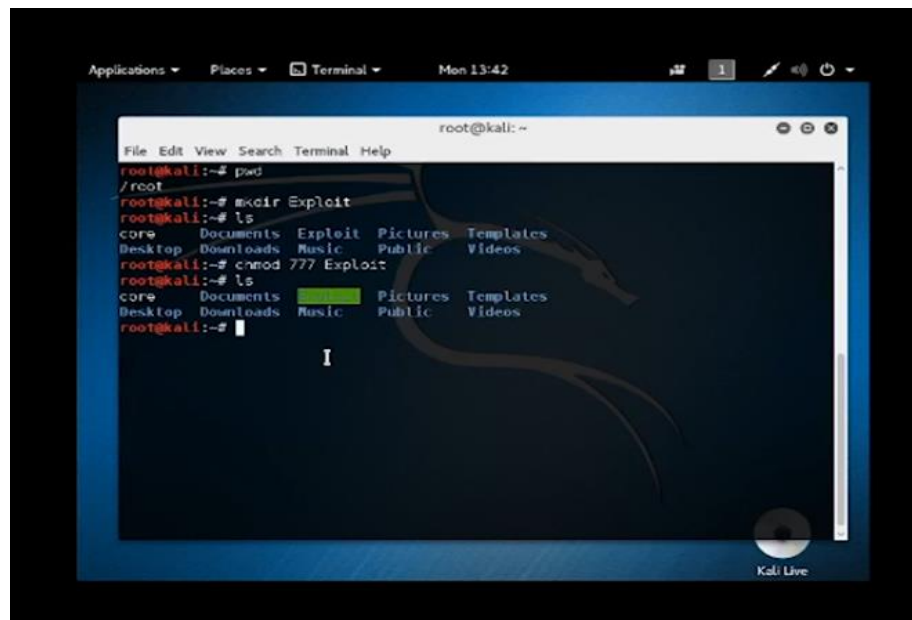 Applications Places Terminal Mon 13:42 1
root@kali: ~
File Edit View Search Terminal Help
root@kali:~# pwd
/root
root@kali:~# mkdir Exploit
root@kali:~# ls
core Documents Exploit Pictures Templates
Desktop Downloads Music Public Videos
root@kali:~# chmod 777 Exploit
root@kali:~# ls
core Documents Pictures Templates
Desktop Downloads Music Public Videos
root@kali:~#
Kali Live